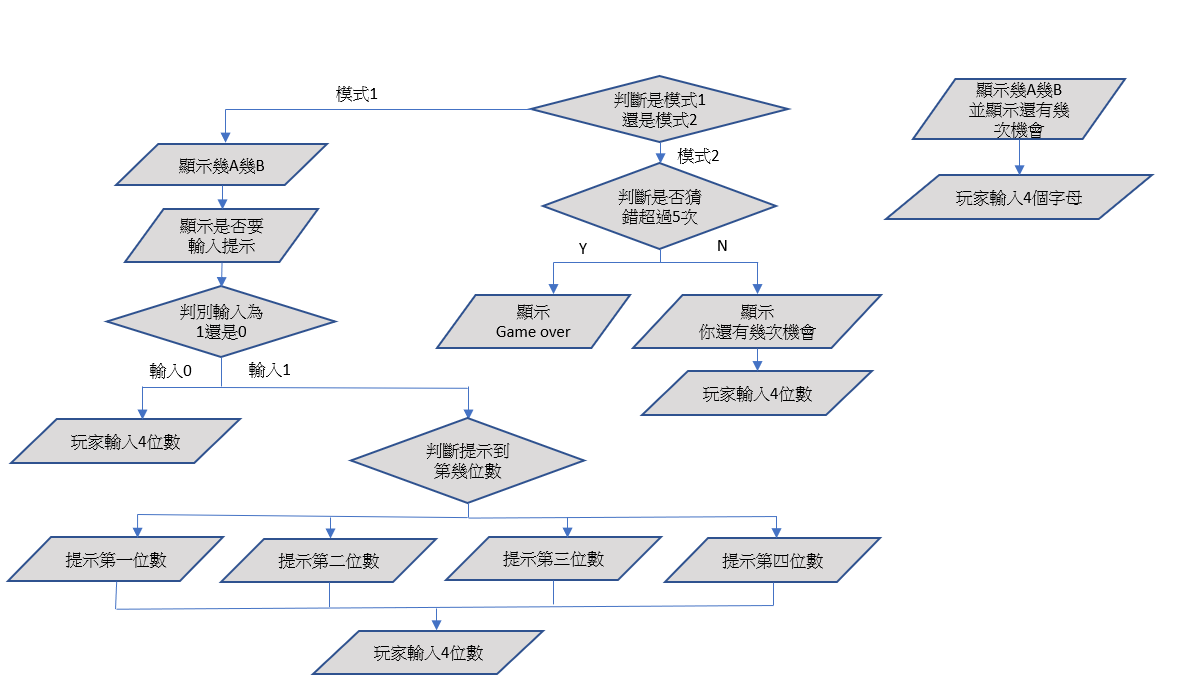 模式1
判斷是模式1
還是模式2
顯示幾A幾B
並顯示還有幾
次機會
模式2
顯示幾A幾B
判斷是否猜
錯超過5次
玩家輸入4個字母
顯示是否要
輸入提示
Y
N
判別輸入為
1還是0
顯示
Game over
顯示
你還有幾次機會
輸入0
輸入1
玩家輸入4位數
玩家輸入4位數
判斷提示到
第幾位數
提示第一位數
提示第二位數
提示第三位數
提示第四位數
玩家輸入4位數